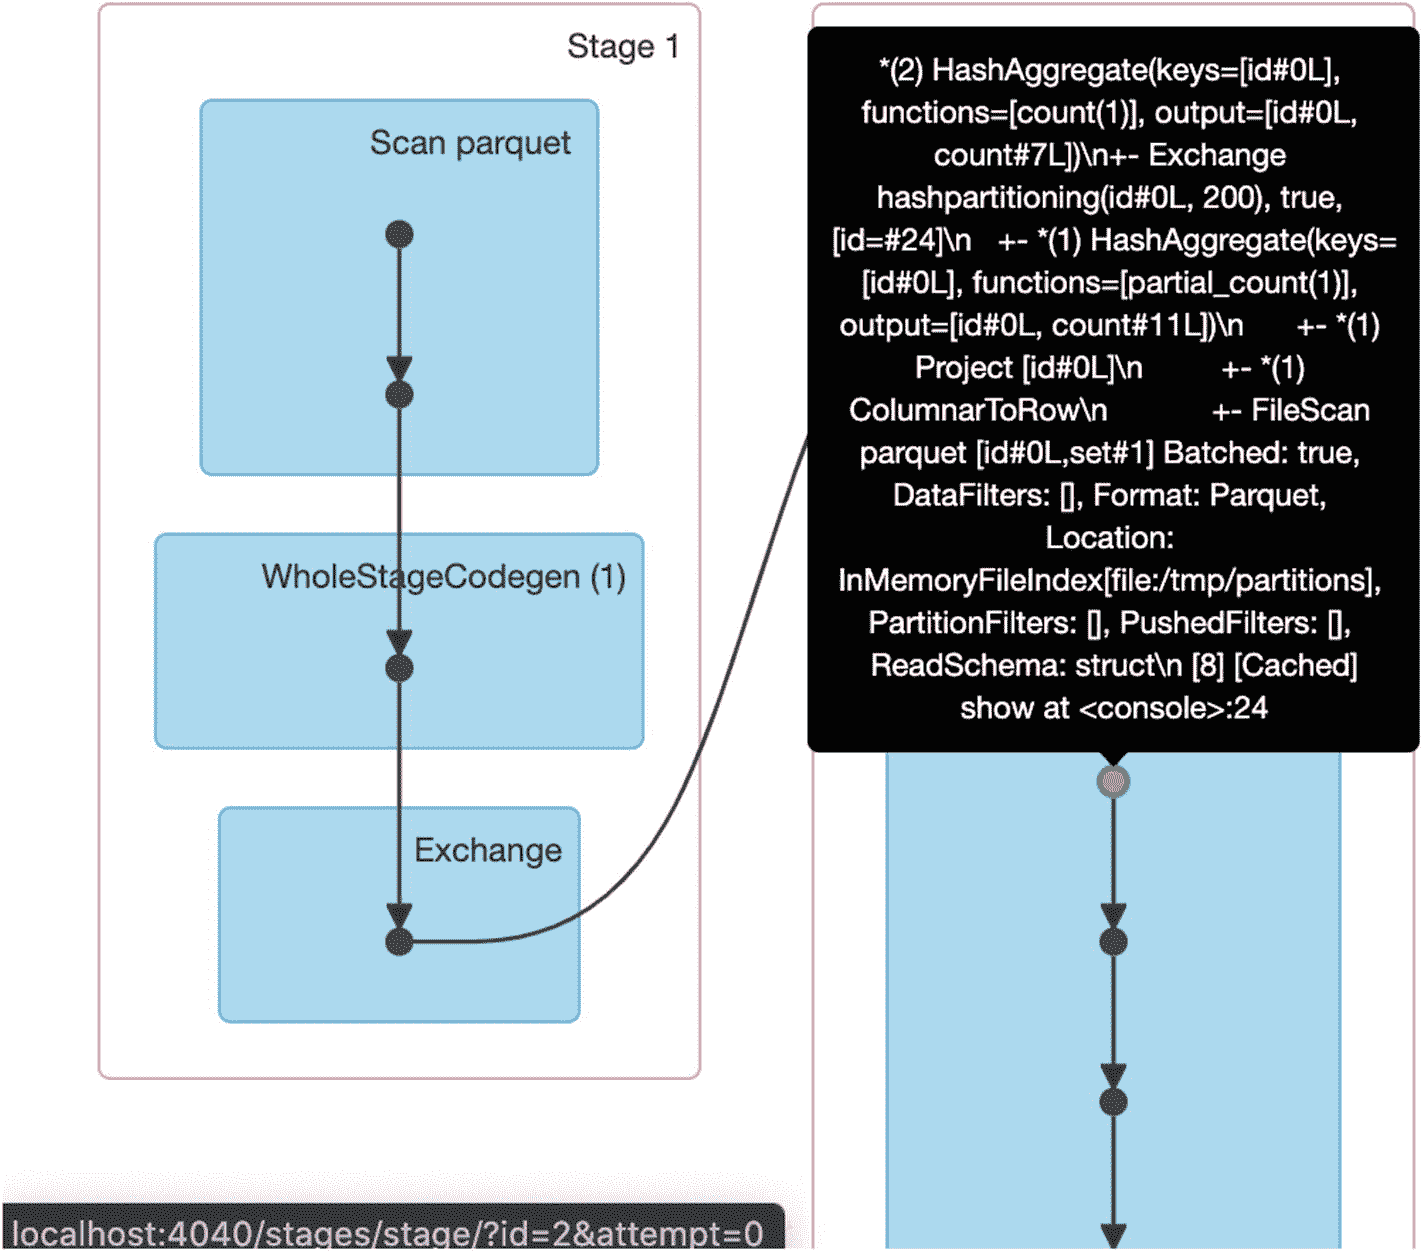 Stage 1
Scan parquet
WholeStageCodegen (1)
Exchange
*(2) HashAggregate(keys=[id#0L],
functions=[count(1)], output=[id#0L,
count#7L])\n+- Exchange
hashpartitioning(id#0L, 200), true,
[id=#24]\n   +- *(1) HashAggregate(keys=
[id#0L], functions=[partial_count(1)],
output=[id#0L, count#11L])\n      +- *(1)
Project [id#0L]\n         +- *(1)
ColumnarToRow\n            +- FileScan
parquet [id#0L,set#1] Batched: true,
DataFilters: [], Format: Parquet,
Location:
InMemoryFileIndex[file:/tmp/partitions],
PartitionFilters: [], PushedFilters: [],
ReadSchema: struct\n [8] [Cached]
show at <console>:24
localhost:4040/stages/stage/?id=2&attempt=0